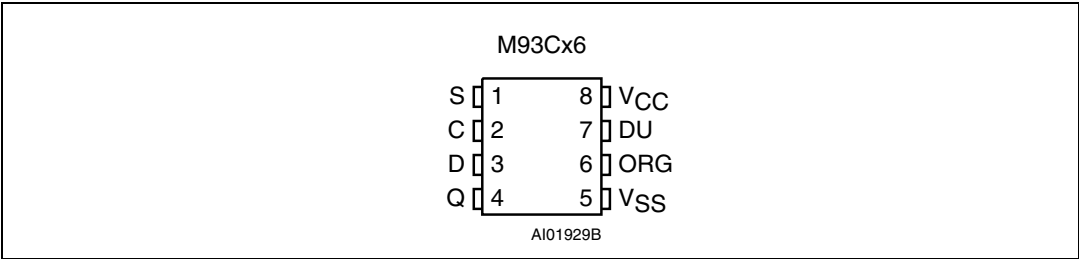 M93Cx6
S 1 8 VCC
C 2 7 DU
D 3 6 ORG
Q 4 5 VSS
AI01929B